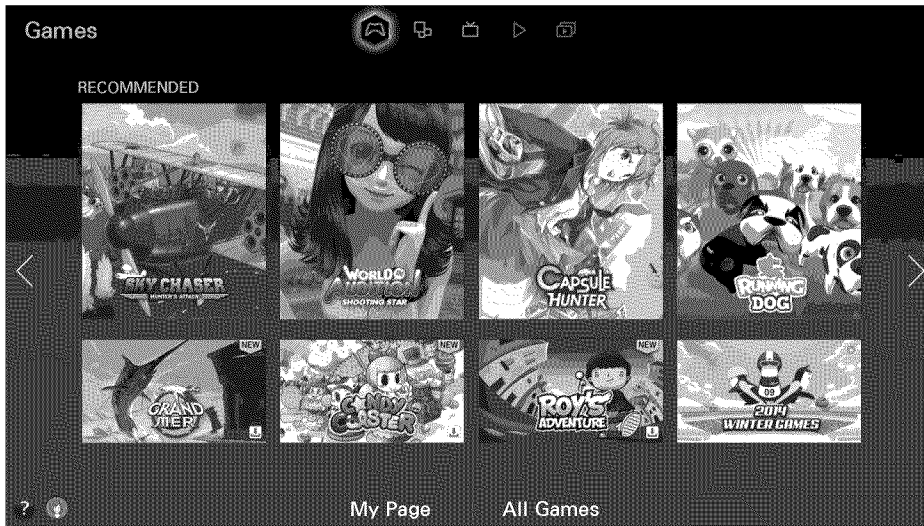 Games
RECOMMENDED
SKY CHASER
HUNTER'S ATTACK
WORLD
AUDITION
SHOOTING STAR
CAPSULE
HUNTER
RUNNING
DOG
NEW
GRAND
MER
NEW
CANDY
COASTER
NEW
ROY'S
ADVENTURE
09
2014
WINTER GAMES
?
My Page
All Games